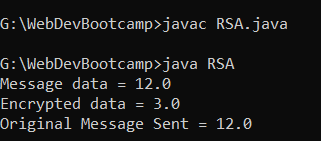 G:\WebDevBootcamp>javac RSA.java
G:\WebDevBootcamp>java RSA
Message data = 12.0
Encrypted data = 3.0
Original Message Sent = 12.0